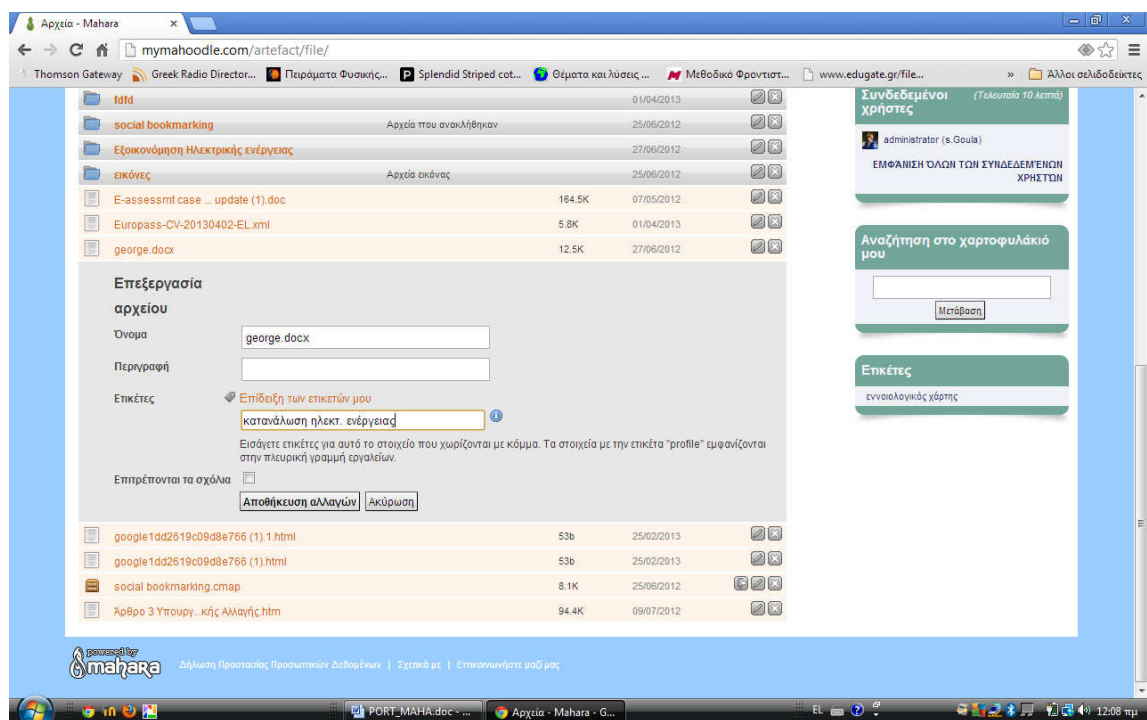 Αρχεία - Mahara
mymahoodle.com/artefact/file/
Thomson Gateway Greek Radio Director... Πειράματα Φυσικής,... Splendid Striped cot... Θέματα και λύσεις ... Μεθοδικό Φροντιστ... www.edugate.gr/file... » Άλλοι σελιδοδείκτες
fdfd 01/04/2013
social bookmarking Αρχεία που ανακλήθηκαν 25/06/2012
Εξοικονόμηση Ηλεκτρικής ενέργειας 27/06/2012
εικόνες Αρχεία εικόνας 25/06/2012
E-assessmt case ... update (1).doc 164.5K 07/05/2012
Europass-CV-20130402-EL.xml 5.8K 01/04/2013
george.docx 12.5K 27/06/2012
Επεξεργασία
αρχείου
Όνομα george.docx
Περιγραφή
Ετικέτες Επίδειξη των ετικετών μου
κατανάλωση ηλεκτ. ενέργειας
Εισάγετε ετικέτες για αυτό το στοιχείο που χωρίζονται με κόμμα. Τα στοιχεία με την ετικέτα "profile" εμφανίζονται
στην πλευρική γραμμή εργαλείων.
Επιτρέπονται τα σχόλια
Αποθήκευση αλλαγών Ακύρωση
google1dd2619c09d8e766 (1).1.html 53b 25/02/2013
google1dd2619c09d8e766 (1).html 53b 25/02/2013
social bookmarking.cmap 8.1K 25/06/2012
Άρθρο 3 Υπουργ...κής Αλλαγής.htm 94.4K 09/07/2012
Συνδεδεμένοι (Τελευταία 10 λεπτά)
χρήστες
administrator (s.Goula)
ΕΜΦΆΝΙΣΗ ΌΛΩΝ ΤΩΝ ΣΥΝΔΕΔΕΜΈΝΩΝ
ΧΡΗΣΤΏΝ
Αναζήτηση στο χαρτοφυλάκιό
μου
Μετάβαση
Ετικέτες
εννοιολογικός χάρτης
powered by
mahara
Δήλωση Προστασίας Προσωπικών Δεδομένων | Σχετικά με | Επικοινωνήστε μαζί μας
PORT_MAHA.doc - ... Αρχεία - Mahara - G... EL 12:08 πμ